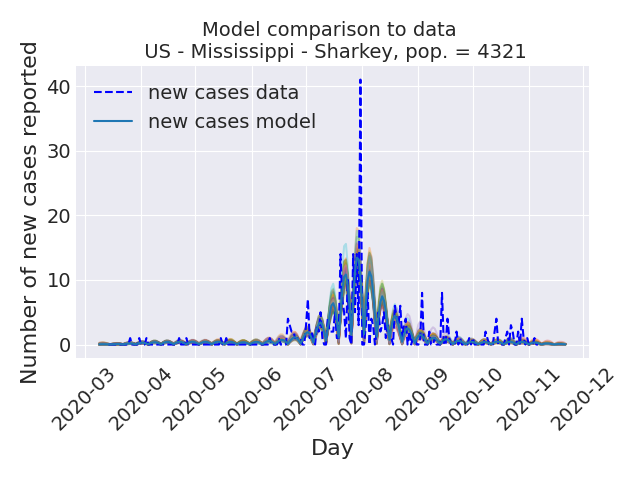 Model comparison to data
US - Mississippi - Sharkey, pop. = 4321
Number of new cases reported
40
30
20
10
0
new cases data
new cases model
2020-03
2020-04
2020-05
2020-06
2020-07
2020-08
2020-09
2020-10
2020-11
2020-12
Day